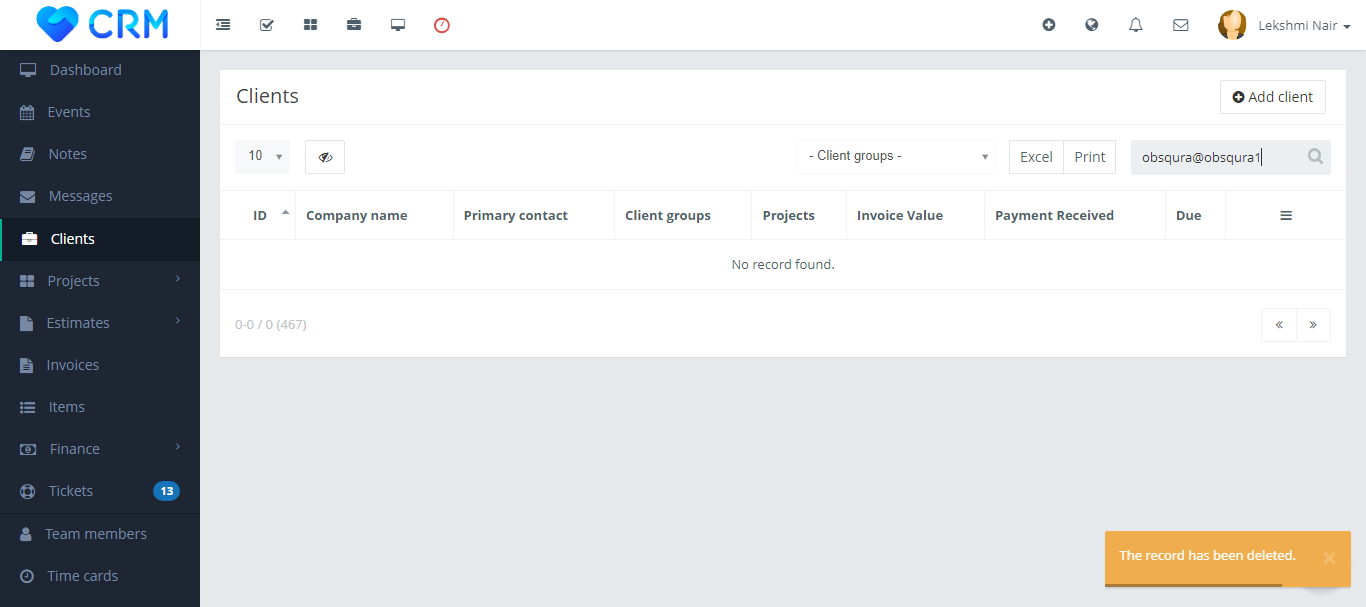 CRM
Lekshmi Nair
Dashboard
Events
Notes
Messages
Clients
Projects
Estimates
Invoices
Items
Finance
Tickets 13
Team members
Time cards
Clients
Add client
10
- Client groups -
Excel Print
obsqura@obsqura1
ID Company name Primary contact Client groups Projects Invoice Value Payment Received Due
No record found.
0-0 / 0 (467)
« »
The record has been deleted. ×